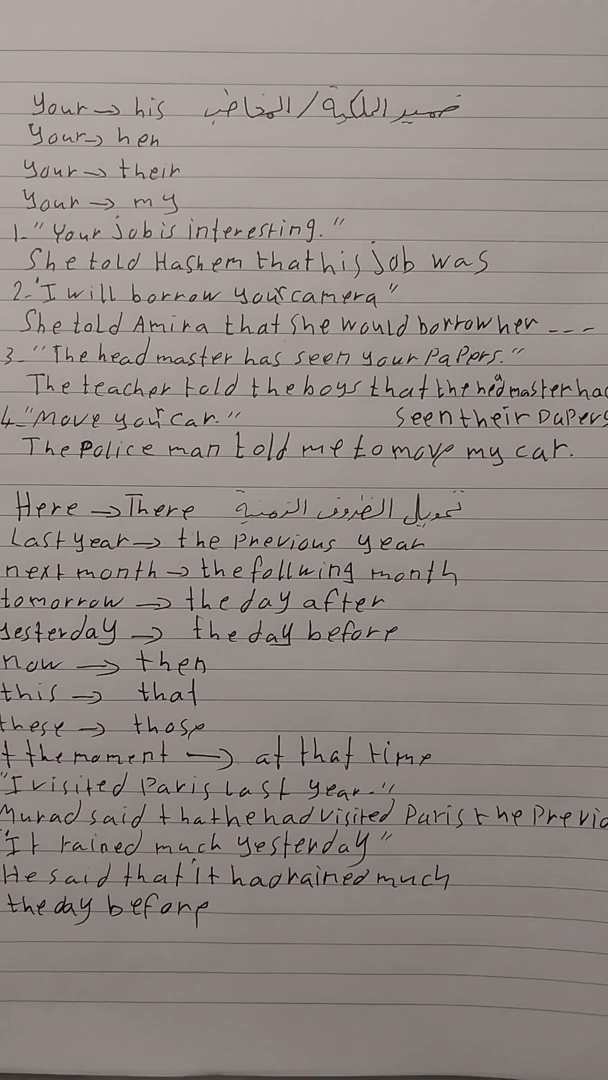 Your → his ضمير الملكية / المخاطب
Your → her
your → their
Your → my
1- "Your job is interesting."
She told Hashem that his job was
2- "I will borrow your camera"
She told Amira that she would borrow her ---
3- "The head master has seen your Papers."
The teacher told the boys that the head master had
seen their papers
4- "Move your car."
The Police man told me to move my car.
Here → There تحويل الظروف الزمنية
Last year → the previous year
next month → the follwing month
tomorrow → the day after
yesterday → the day before
now → then
this → that
these → those
t the moment → at that time
"I visited Paris last year."
Murad said that he had visited Paris the Previo
"It rained much yesterday"
He said that it had rained much
the day before